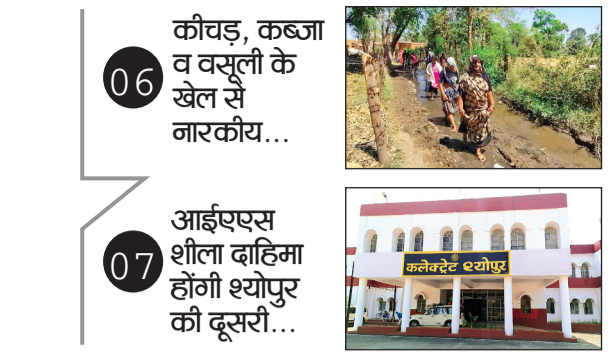 06
कीचड़, कब्जा
व वसूली के
खेल से
नारकीय...
07
आईएएस
शीला दाहिमा
होंगी श्योपुर
की दूसरी...
कलेक्ट्रेट श्योपुर